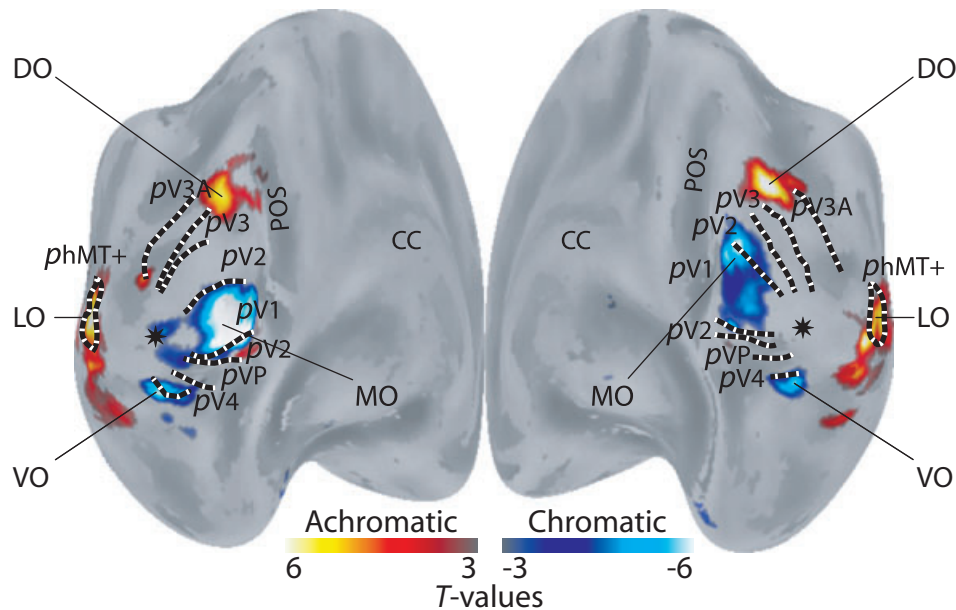 DO
DO
POS
POS
pV3A
pV3
pV3
pV3A
pV2
CC
CC
phMT+
pV2
pV1
phMT+
LO
pV1
LO
pV2
pV2
pVP
pVP
pV4
MO
MO
pV4
VO
VO
Achromatic
Chromatic
6
3
-3
-6
T-values